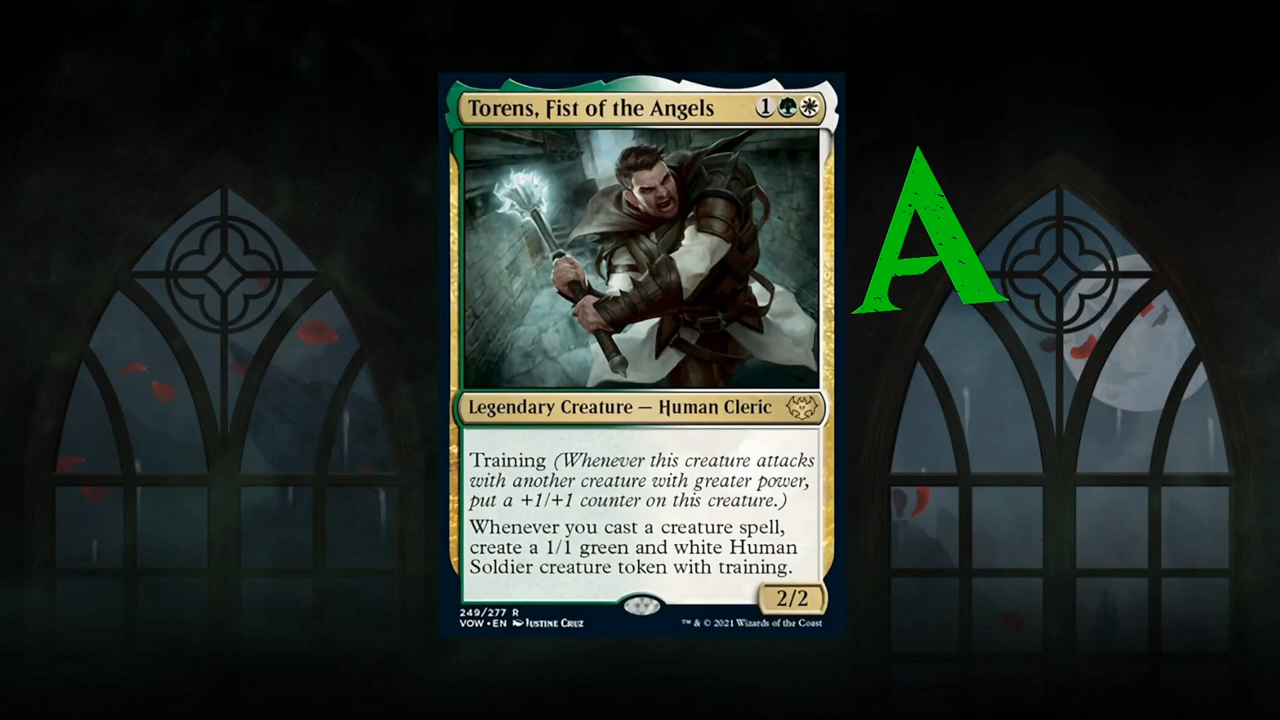 Torens, Fist of the Angels 1
A
Legendary Creature — Human Cleric
Training (Whenever this creature attacks
with another creature with greater power,
put a +1/+1 counter on this creature.)
Whenever you cast a creature spell,
create a 1/1 green and white Human
Soldier creature token with training.
2/2
249/277 R
VOW • EN Justine Cruz
™ & © 2021 Wizards of the Coast